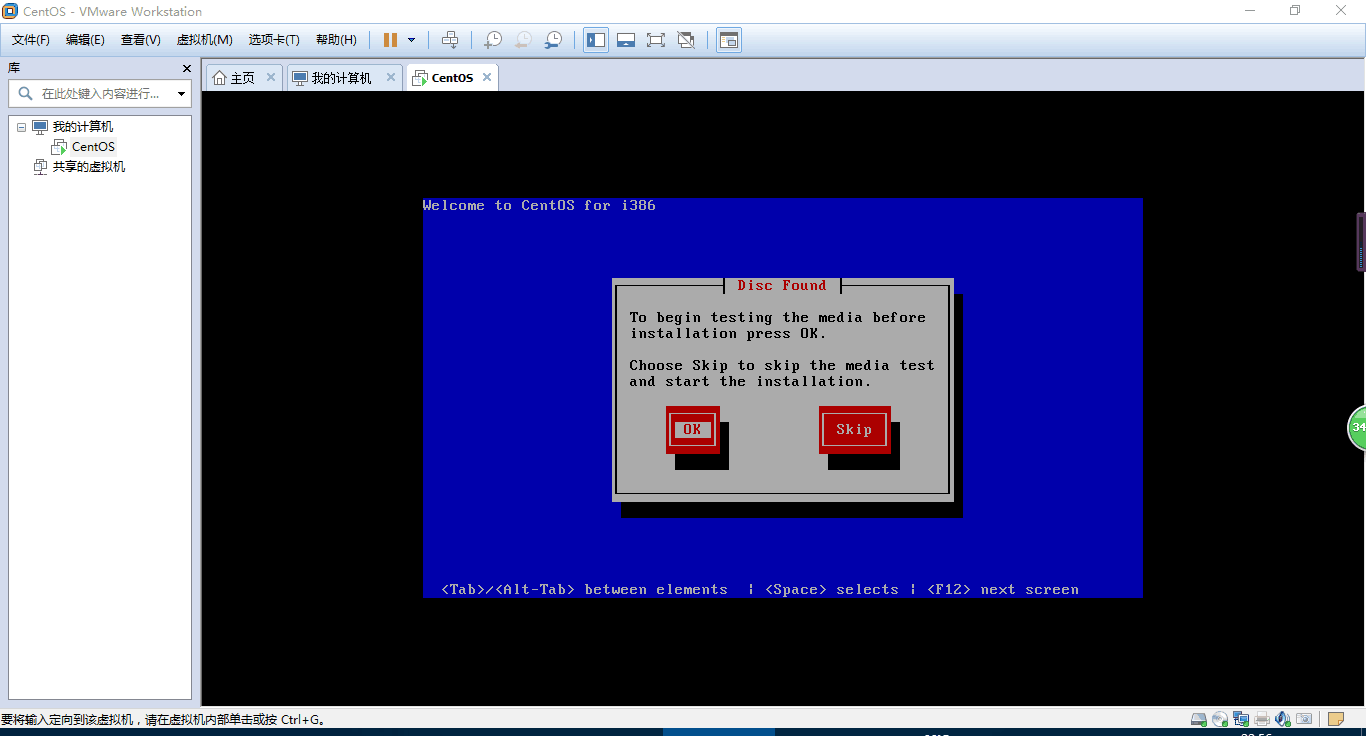 CentOS - VMware Workstation
文件(F) 编辑(E) 查看(V) 虚拟机(M) 选项卡(T) 帮助(H)
库
在此处键入内容进行...
我的计算机
CentOS
共享的虚拟机
主页 我的计算机 CentOS
Welcome to CentOS for i386
Disc Found
To begin testing the media before
installation press OK.
Choose Skip to skip the media test
and start the installation.
OK Skip
<Tab>/<Alt-Tab> between elements | <Space> selects | <F12> next screen
34
要将输入定向到该虚拟机，请在虚拟机内部单击或按 Ctrl+G。